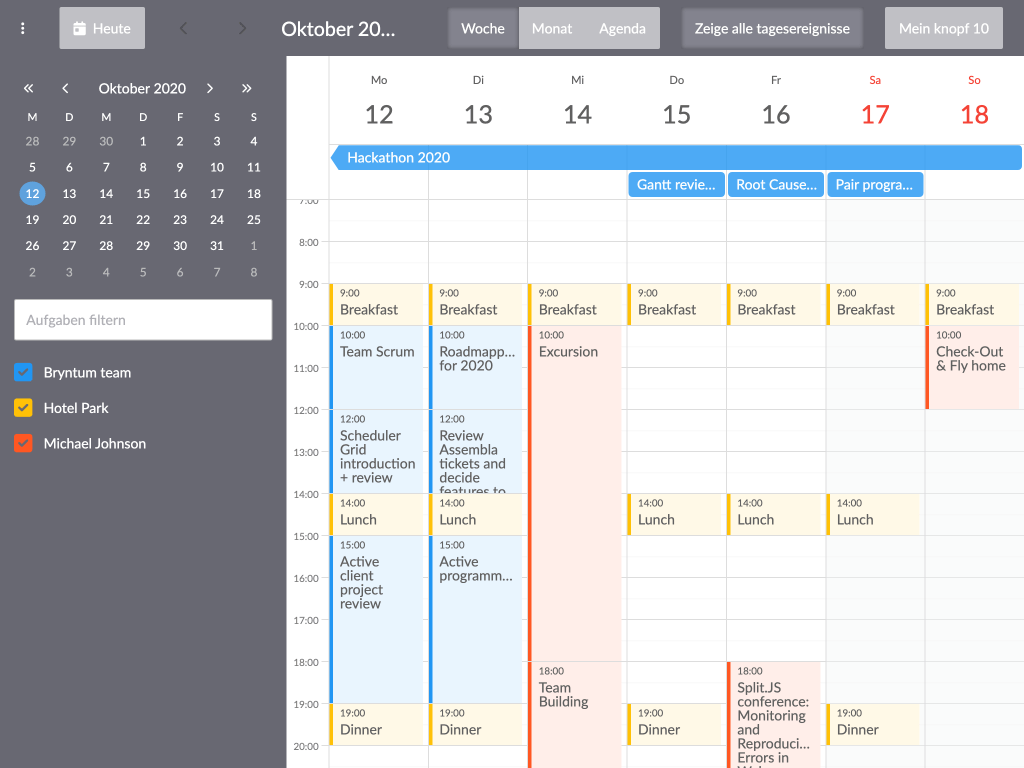 Heute
Oktober 20...
Woche
Monat
Agenda
Zeige alle tagesereignisse
Mein knopf 10
Oktober 2020
M D M D F S S
28 29 30 1 2 3 4
5 6 7 8 9 10 11
12 13 14 15 16 17 18
19 20 21 22 23 24 25
26 27 28 29 30 31 1
2 3 4 5 6 7 8
Aufgaben filtern
Bryntum team
Hotel Park
Michael Johnson
Mo Di Mi Do Fr Sa So
12 13 14 15 16 17 18
Hackathon 2020
Gantt revie...
Root Cause...
Pair progra...
7:00
8:00
9:00
10:00
11:00
12:00
13:00
14:00
15:00
16:00
17:00
18:00
19:00
20:00
9:00
Breakfast
10:00
Team Scrum
12:00
Scheduler
Grid
introduction
+ review
14:00
Lunch
15:00
Active
client
project
review
19:00
Dinner
9:00
Breakfast
10:00
Roadmapp...
for 2020
12:00
Review
Assembla
tickets and
decide
features to
14:00
Lunch
15:00
Active
programm...
19:00
Dinner
9:00
Breakfast
10:00
Excursion
18:00
Team
Building
9:00
Breakfast
14:00
Lunch
19:00
Dinner
9:00
Breakfast
14:00
Lunch
18:00
Split.JS
conference:
Monitoring
and
Reproduci...
Errors in
9:00
Breakfast
14:00
Lunch
19:00
Dinner
9:00
Breakfast
10:00
Check-Out
& Fly home